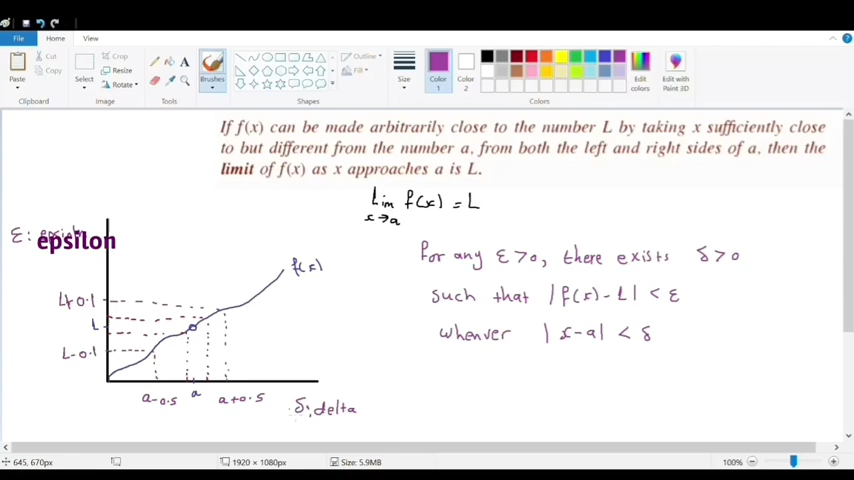 File
Home
View
Paste
Cut
Copy
Clipboard
Select
Crop
Resize
Rotate
Image
Tools
Brushes
Shapes
Outline
Fill
Size
Color 1
Color 2
Edit colors
Edit with Paint 3D
Colors
If f(x) can be made arbitrarily close to the number L by taking x sufficiently close
to but different from the number a, from both the left and right sides of a, then the
limit of f(x) as x approaches a is L.
Lim f(x) = L
x→a
ε:
epsilon
f(x)
L+0.1
L
L-0.1
a-0.5 a a+0.5
δ: delta
For any ε>0, there exists δ>0
such that |f(x)-L| < ε
whenver |x-a| < δ
645, 670px
1920 × 1080px
Size: 5.9MB
100%